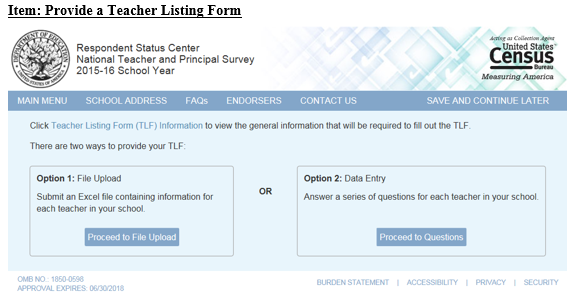 Item: Provide a Teacher Listing Form
Respondent Status Center
National Teacher and Principal Survey
2015-16 School Year
Acting as Collection Agent
United States™
Census
Bureau
Measuring America
MAIN MENU SCHOOL ADDRESS FAQs ENDORSERS CONTACT US SAVE AND CONTINUE LATER
Click Teacher Listing Form (TLF) Information to view the general information that will be required to fill out the TLF.
There are two ways to provide your TLF:
Option 1: File Upload
Submit an Excel file containing information for
each teacher in your school.
Proceed to File Upload
OR
Option 2: Data Entry
Answer a series of questions for each teacher in your school.
Proceed to Questions
OMB NO.: 1850-0598
APPROVAL EXPIRES: 06/30/2018
BURDEN STATEMENT | ACCESSIBILITY | PRIVACY | SECURITY